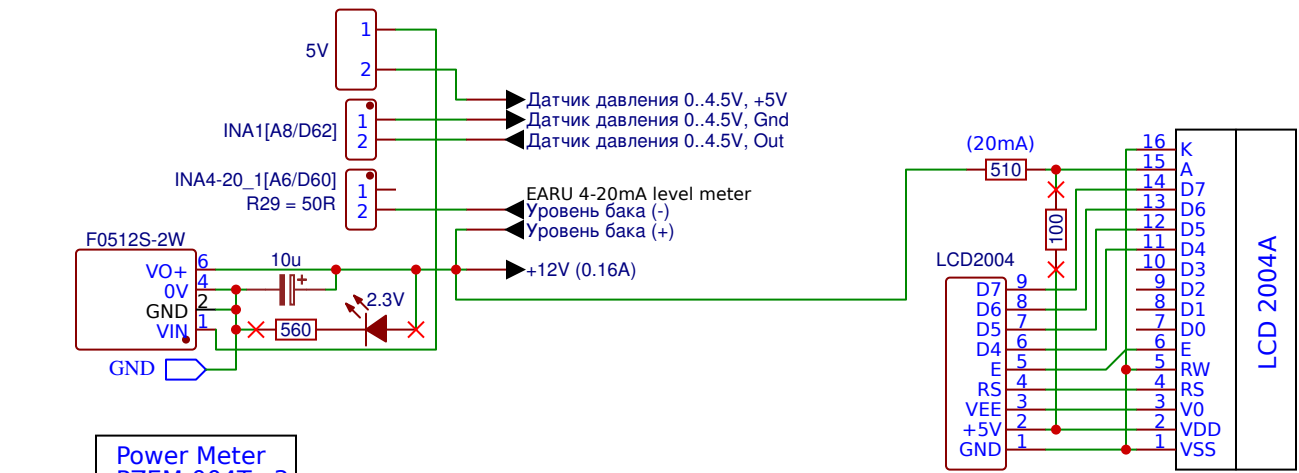 5V
1
2
Датчик давления 0..4.5V, +5V
Датчик давления 0..4.5V, Gnd
Датчик давления 0..4.5V, Out
INA1[A8/D62]
1
2
INA4-20_1[A6/D60]
R29 = 50R
1
2
EARU 4-20mA level meter
Уровень бака (-)
Уровень бака (+)
+12V (0.16A)
F0512S-2W
VO+ 6
0V 4
GND 2
VIN 1
10u
+
2.3V
560
GND
(20mA)
510
100
LCD2004
D7 9
D6 8
D5 7
D4 6
E 5
RS 4
VEE 3
+5V 2
GND 1
16 K
15 A
14 D7
13 D6
12 D5
11 D4
10 D3
9 D2
8 D1
7 D0
6 E
5 RW
4 RS
3 V0
2 VDD
1 VSS
LCD 2004A
Power Meter